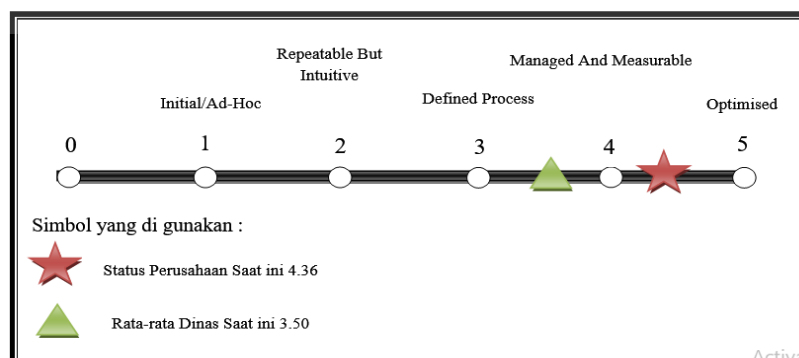 Repeatable But
Intuitive
Managed And Measurable
Initial/Ad-Hoc
Defined Process
Optimised
0 1 2 3 4 5
Simbol yang di gunakan :
Status Perusahaan Saat ini 4.36
Rata-rata Dinas Saat ini 3.50